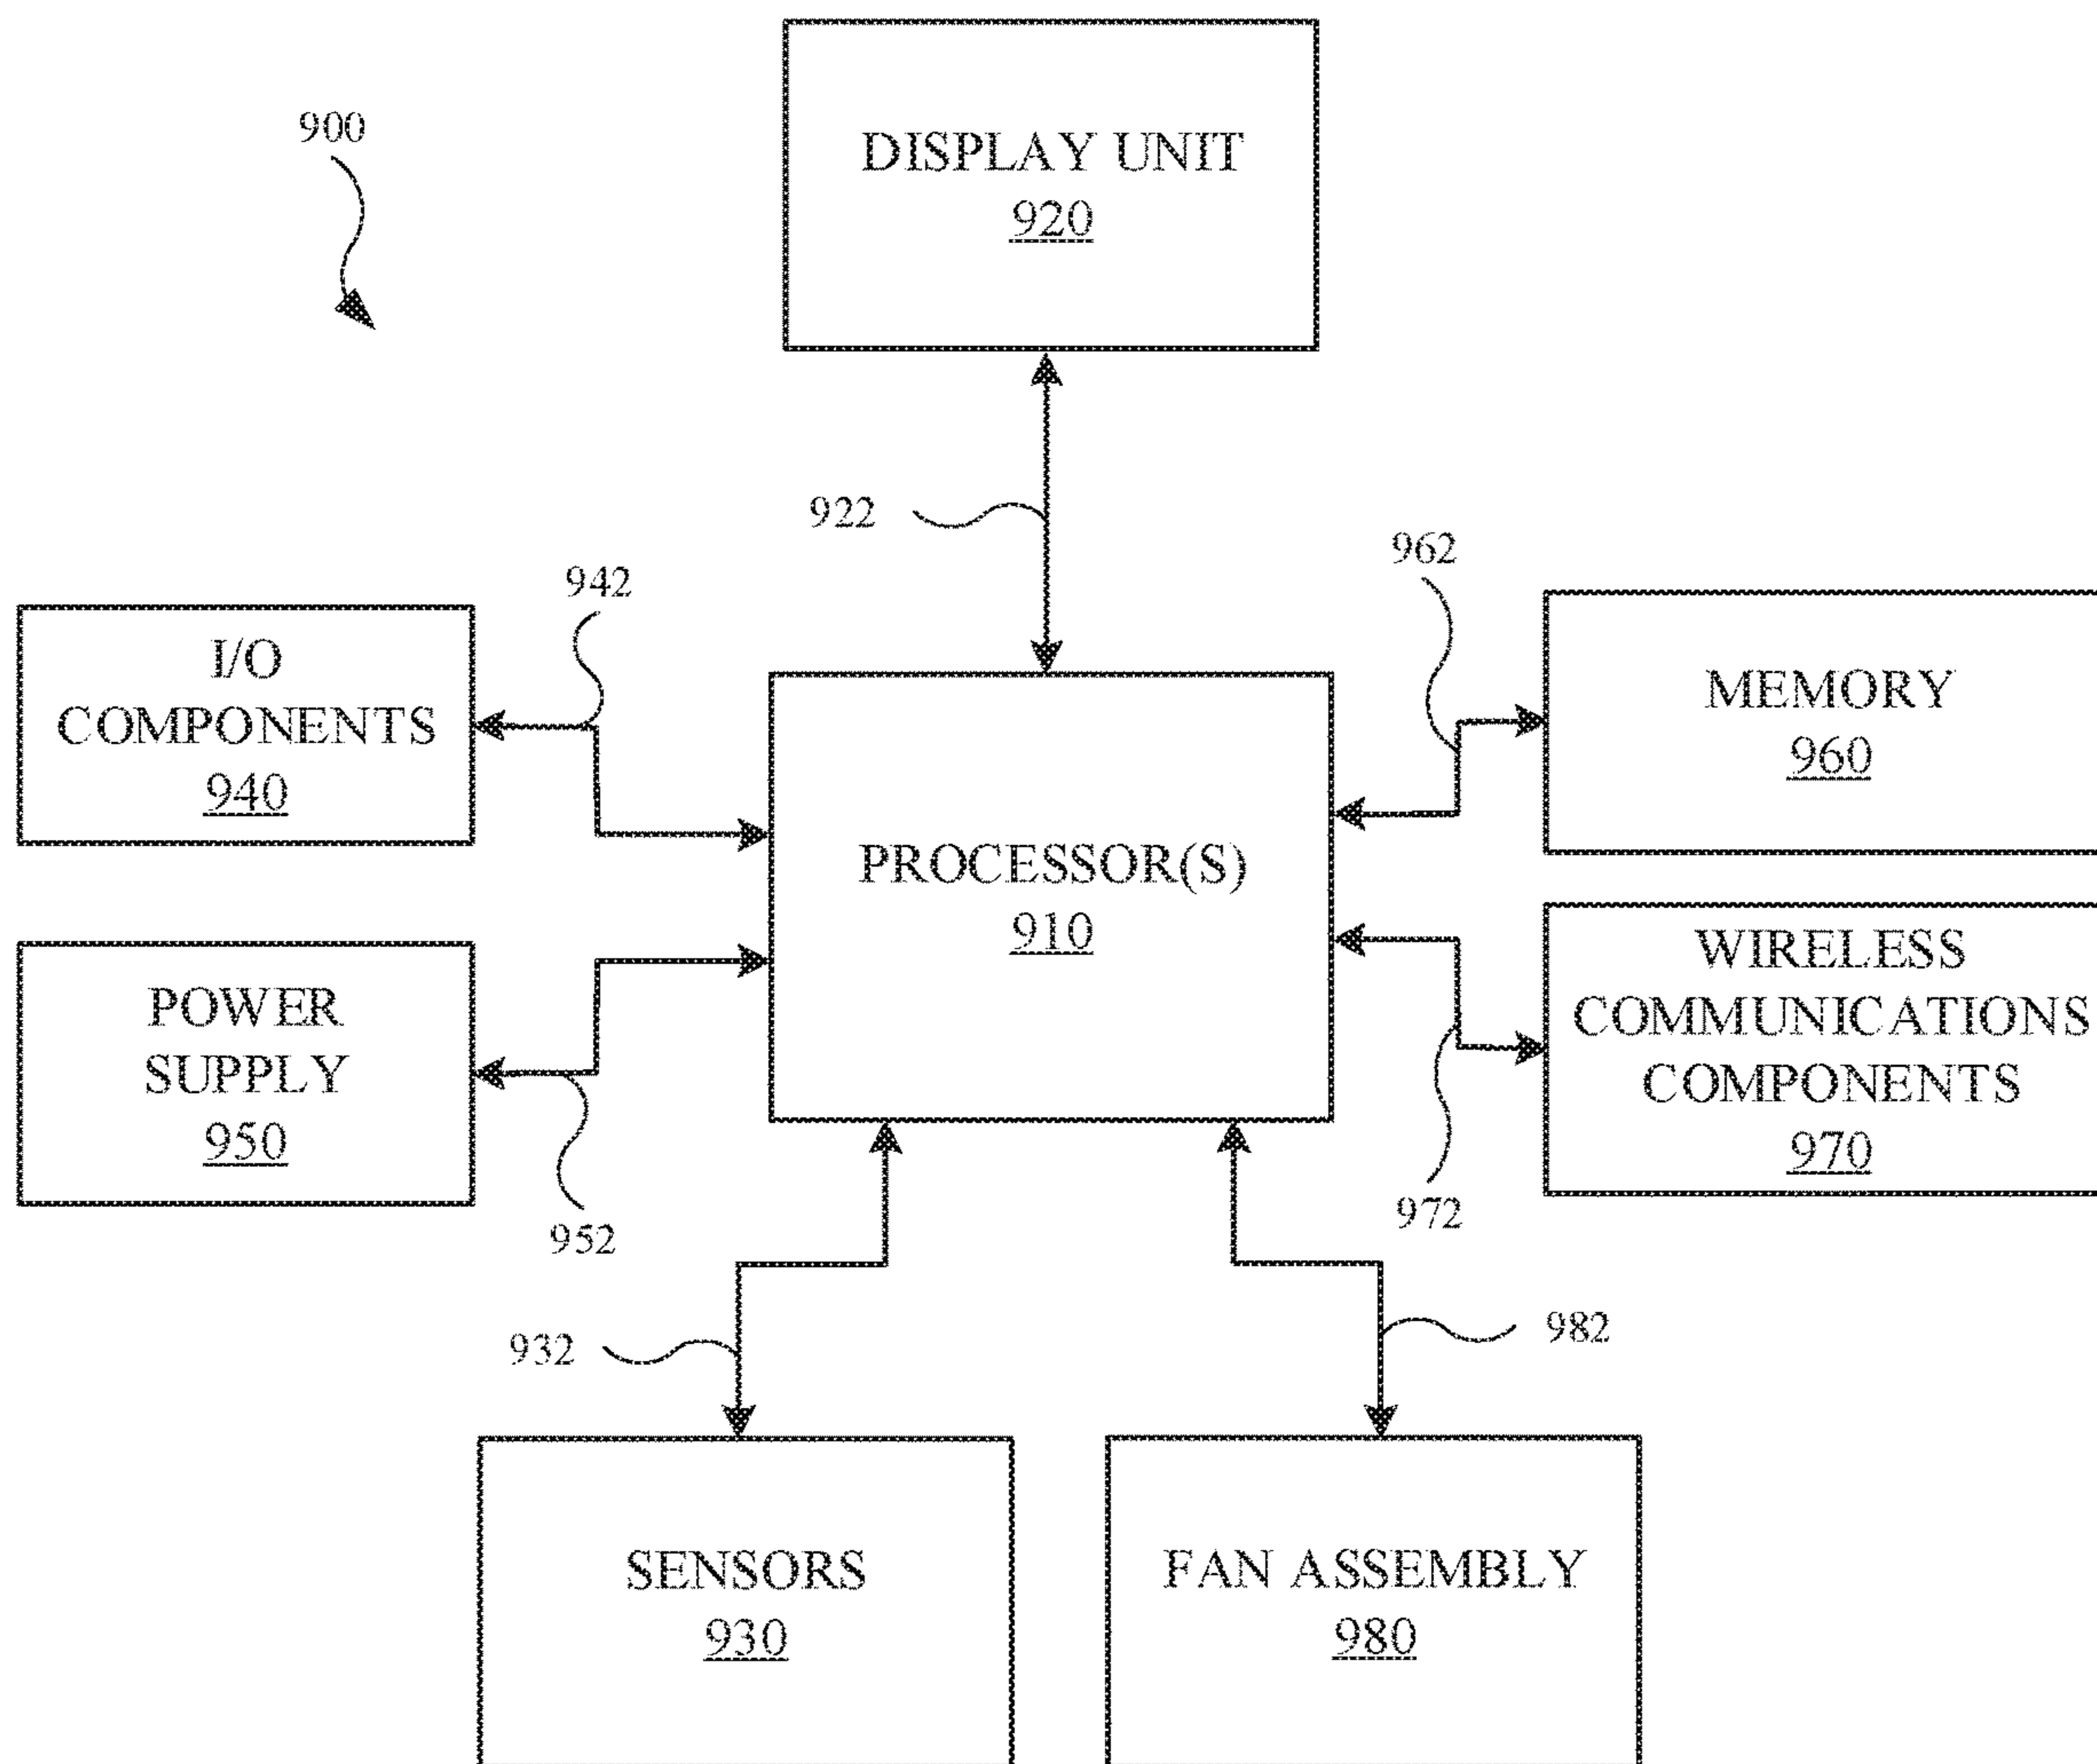 900
DISPLAY UNIT
920
922
942
962
I/O
COMPONENTS
940
MEMORY
960
PROCESSOR(S)
910
POWER
SUPPLY
950
WIRELESS
COMMUNICATIONS
COMPONENTS
970
952
972
932
982
SENSORS
930
FAN ASSEMBLY
980